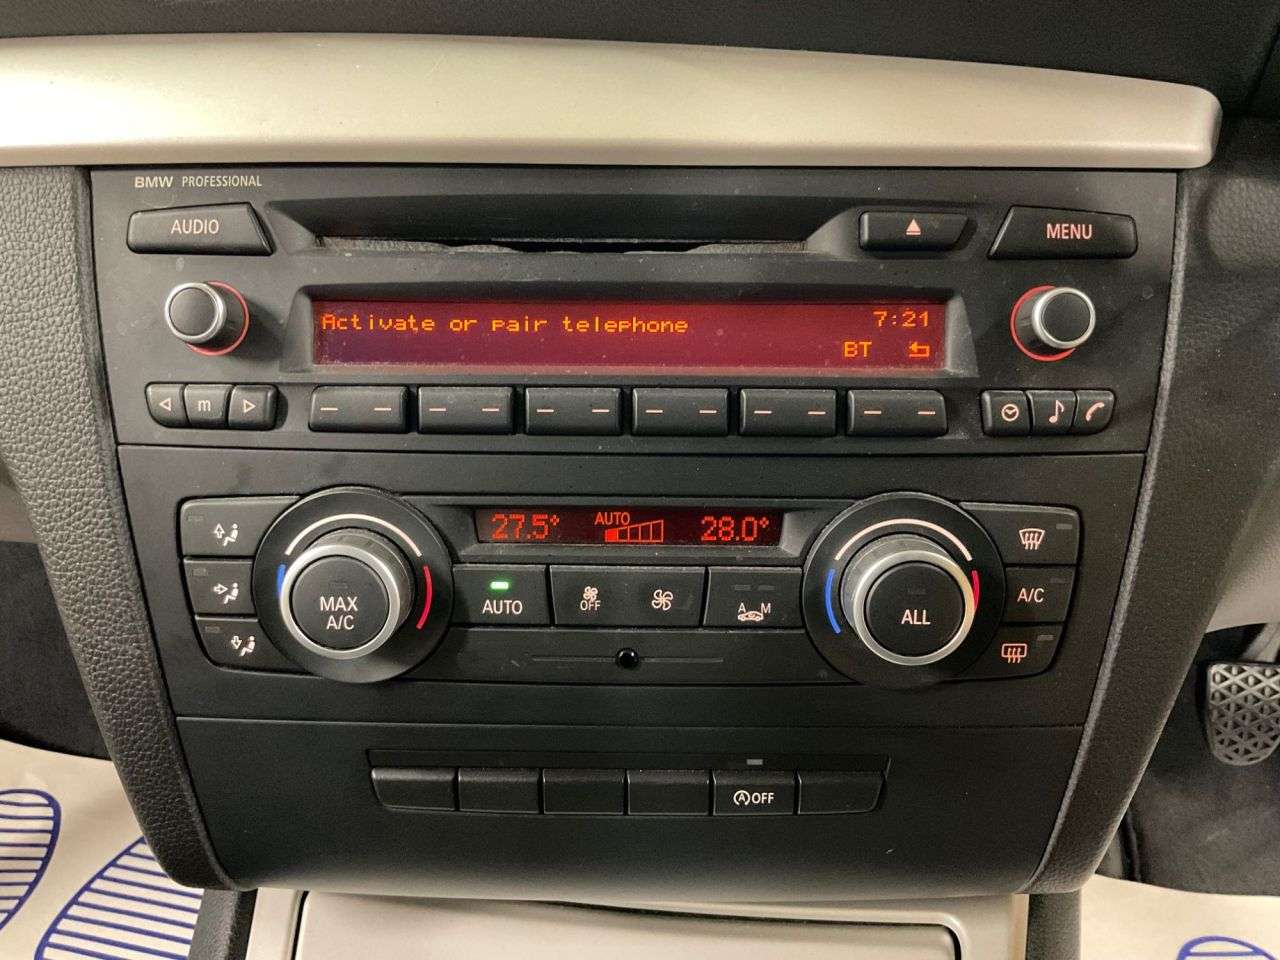 BMW PROFESSIONAL
AUDIO
MENU
Activate or pair telephone
7:21
BT
m
27.5°
AUTO
28.0°
MAX
A/C
AUTO
OFF
A M
ALL
A/C
A OFF